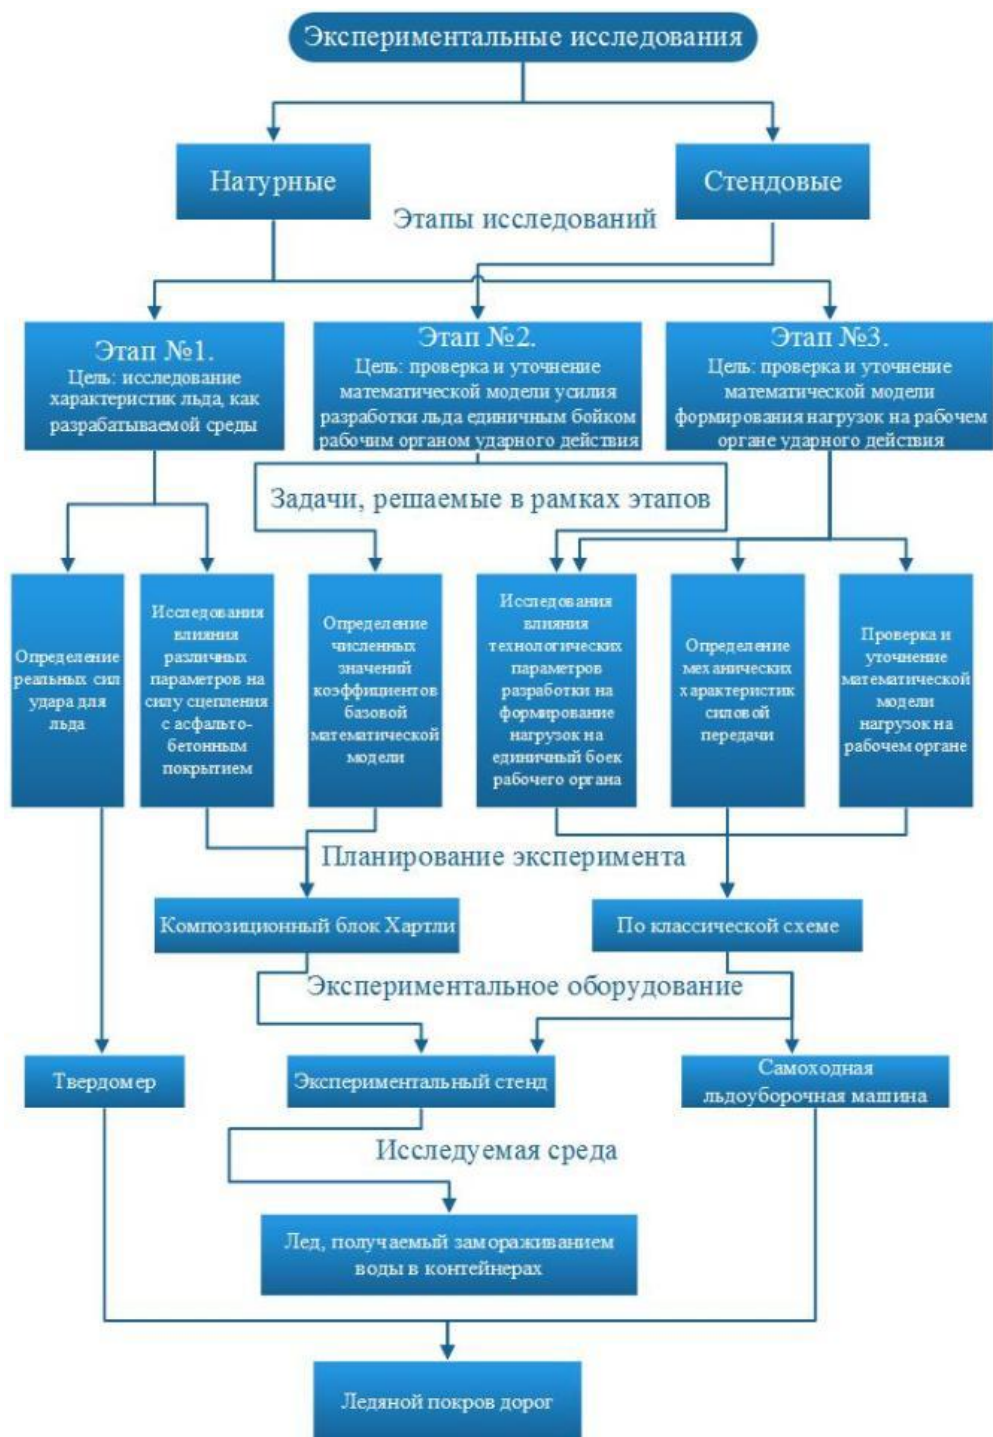 Экспериментальные исследования
Натурные
Стендовые
Этапы исследований
Этап №1.
Цель: исследование
характеристик льда, как
разрабатываемой среды
Этап №2.
Цель: проверка и уточнение
математической модели усилия
разработки льда единичным бойком
рабочим органом ударного действия
Этап №3.
Цель: проверка и уточнение
математической модели
формирования нагрузок на рабочем
органе ударного действия
Задачи, решаемые в рамках этапов
Определение
реальных сил
удара для
льда
Исследования
влияния
различных
параметров на
силу сцепления
с асфальто-
бетонным
покрытием
Определение
численных
значений
коэффициентов
базовой
математической
модели
Исследования
влияния
технологических
параметров
разработки на
формирование
нагрузок на
единичный боек
рабочего органа
Определение
механических
характеристик
силовой
передачи
Проверка и
уточнение
математической
модели
нагрузок на
рабочем органе
Планирование эксперимента
Композиционный блок Хартли
По классической схеме
Экспериментальное оборудование
Твердомер
Экспериментальный стенд
Самоходная
льдоуборочная машина
Исследуемая среда
Лед, получаемый замораживанием
воды в контейнерах
Ледяной покров дорог